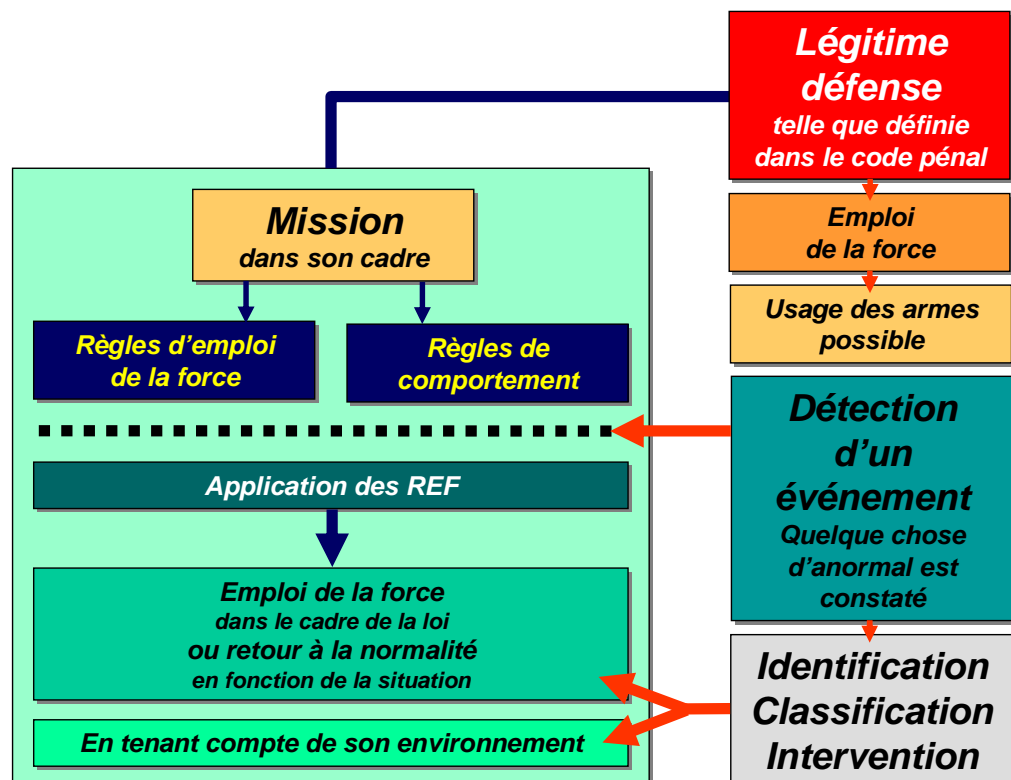 Légitime
défense
telle que définie
dans le code pénal
Emploi
de la force
Usage des armes
possible
Mission
dans son cadre
Règles d’emploi
de la force
Règles de
comportement
Détection
d’un
événement
Quelque chose
d’anormal est
constaté
Application des REF
Emploi de la force
dans le cadre de la loi
ou retour à la normalité
en fonction de la situation
En tenant compte de son environnement
Identification
Classification
Intervention